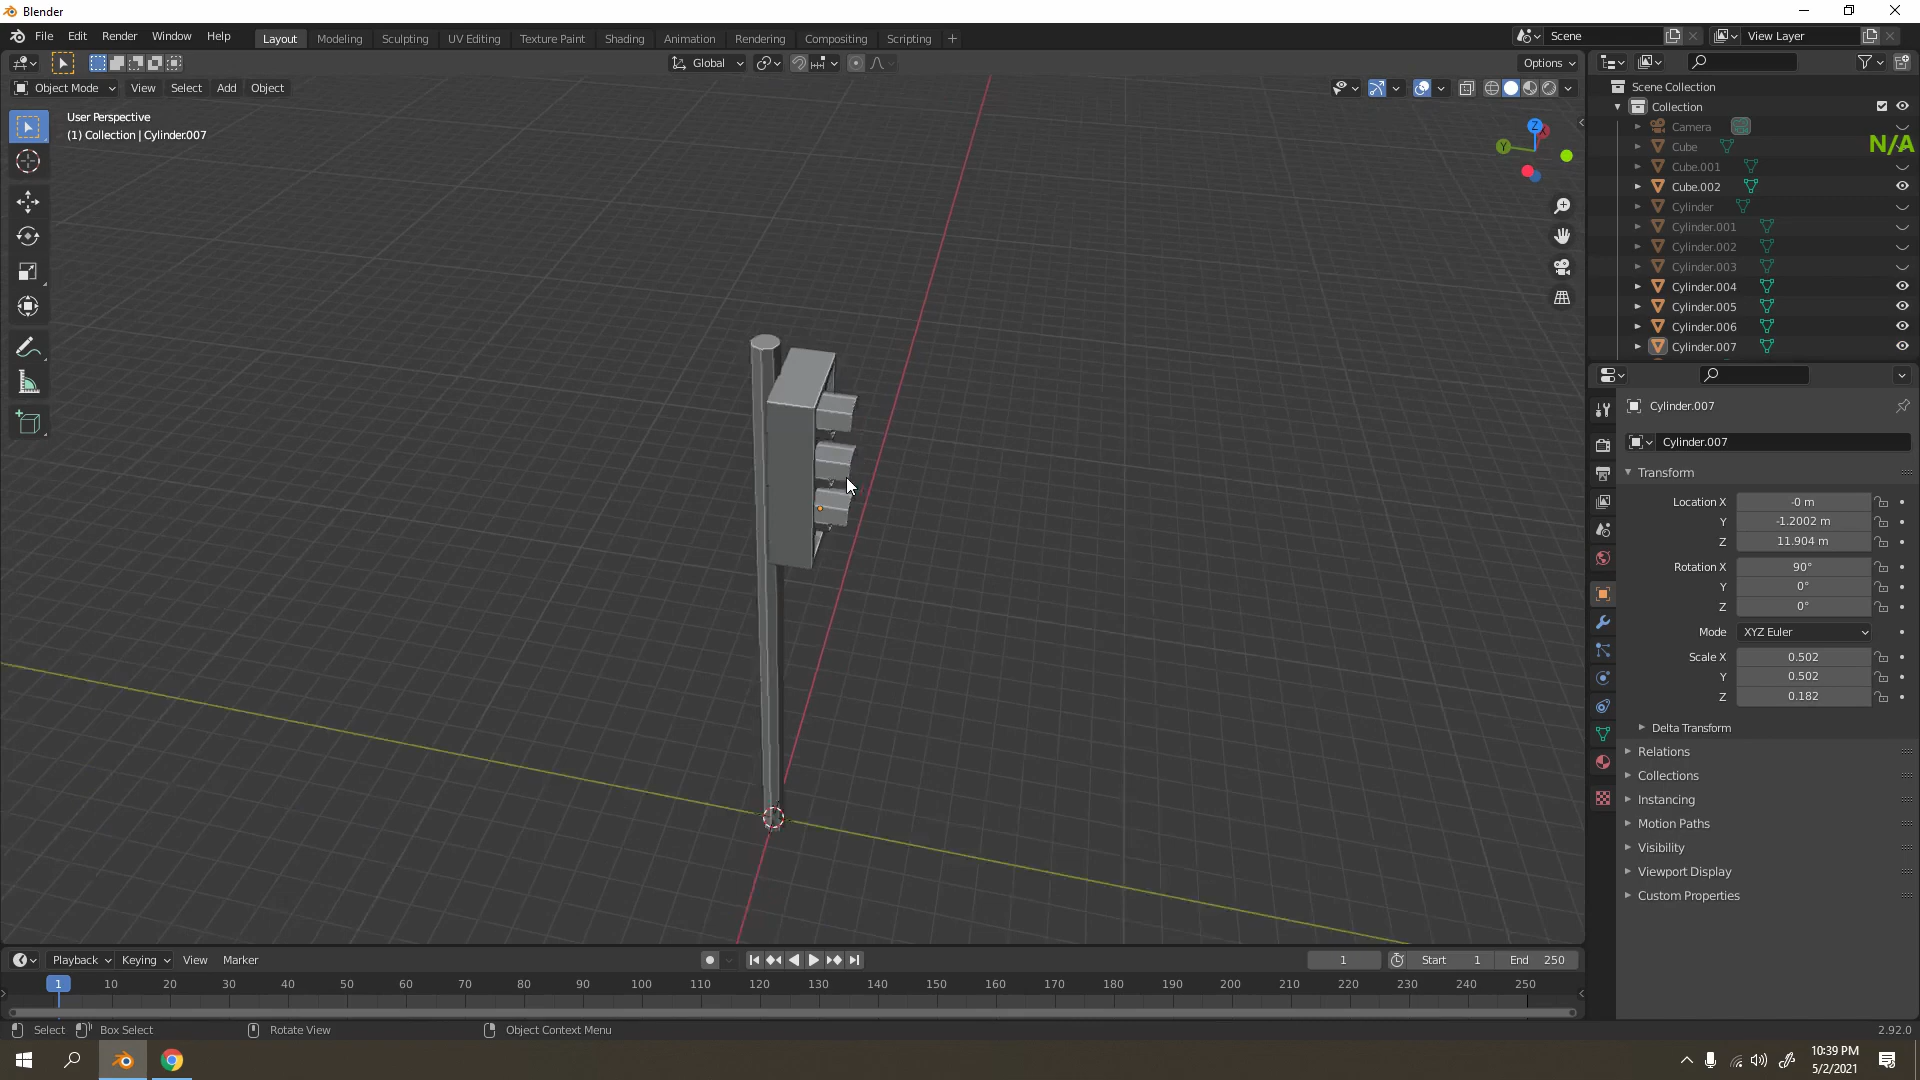 Blender
File Edit Render Window Help Layout Modeling Sculpting UV Editing Texture Paint Shading Animation Rendering Compositing Scripting + Scene View Layer
Global Options
Object Mode View Select Add Object
User Perspective
(1) Collection | Cylinder.007
Z
X
Y
Scene Collection
Collection
Camera
N/A
Cube
Cube.001
Cube.002
Cylinder
Cylinder.001
Cylinder.002
Cylinder.003
Cylinder.004
Cylinder.005
Cylinder.006
Cylinder.007
Cylinder.007
Cylinder.007
Transform
Location X -0 m
Y -1.2002 m
Z 11.904 m
Rotation X 90°
Y 0°
Z 0°
Mode XYZ Euler
Scale X 0.502
Y 0.502
Z 0.182
Delta Transform
Relations
Collections
Instancing
Motion Paths
Visibility
Viewport Display
Custom Properties
Playback Keying View Marker 1 Start 1 End 250
1 10 20 30 40 50 60 70 80 90 100 110 120 130 140 150 160 170 180 190 200 210 220 230 240 250
Select Box Select Rotate View Object Context Menu 2.92.0
10:39 PM
5/2/2021